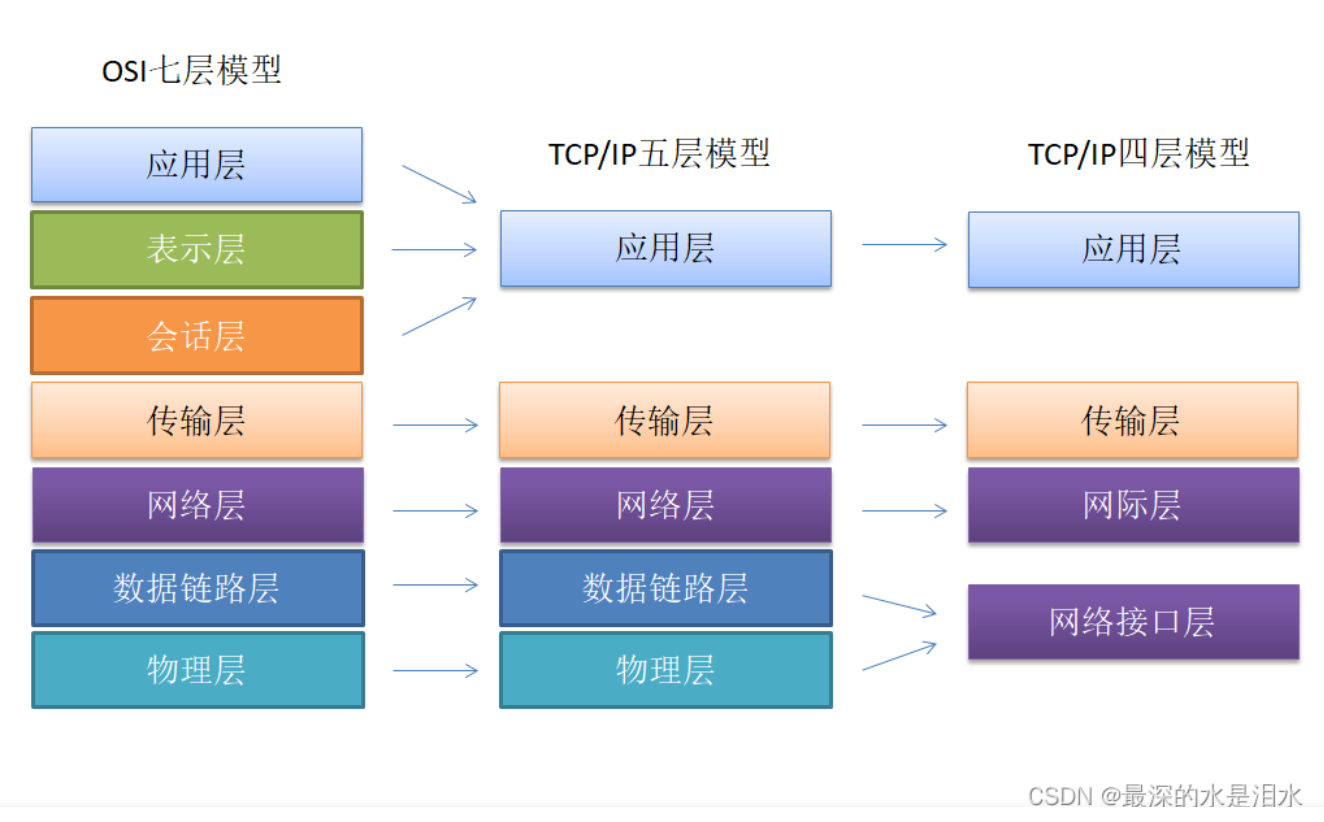 OSI七层模型
应用层
表示层
会话层
传输层
网络层
数据链路层
物理层
TCP/IP五层模型
应用层
传输层
网络层
数据链路层
物理层
TCP/IP四层模型
应用层
传输层
网际层
网络接口层
CSDN @最深的水是泪水